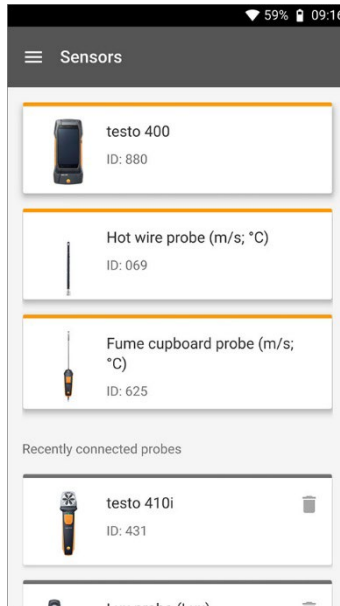 59% 09:16
Sensors
testo 400
ID: 880
Hot wire probe (m/s; °C)
ID: 069
Fume cupboard probe (m/s;
°C)
ID: 625
Recently connected probes
testo 410i
ID: 431